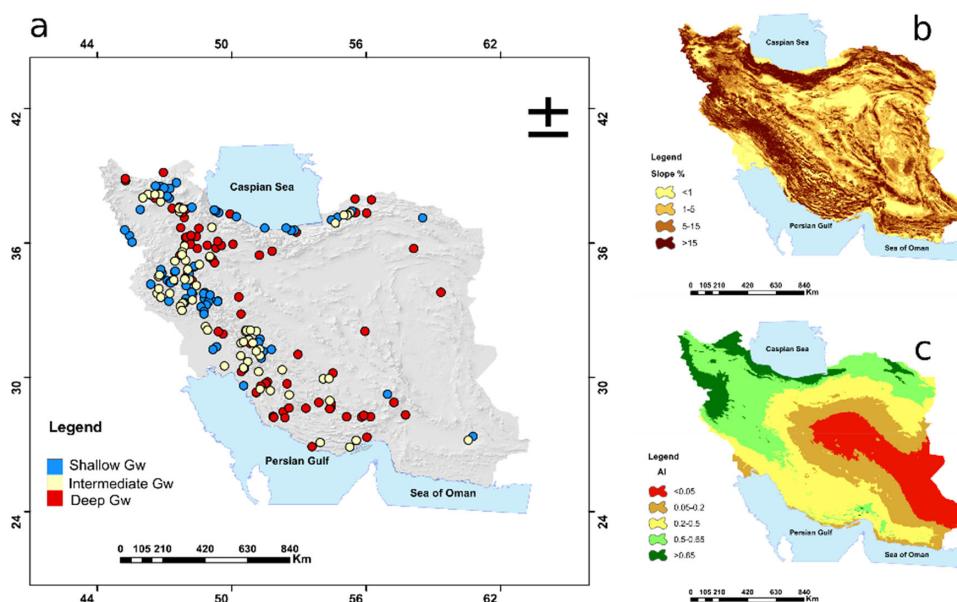 a
44 50 56 62
42
36
30
24
Caspian Sea
Persian Gulf
Sea of Oman
Legend
Shallow Gw
Intermediate Gw
Deep Gw
0 105 210 420 630 840
Km
24
30
36
42
44 50 56 62
b
Caspian Sea
Legend
Slope %
<1
1-5
5-15
>15
Persian Gulf
Sea of Oman
0 105 210 420 630 840
Km
c
Caspian Sea
Legend
AI
<0.05
0.05-0.2
0.2-0.5
0.5-0.65
>0.65
Persian Gulf
Sea of Oman
0 105 210 420 630 840
Km